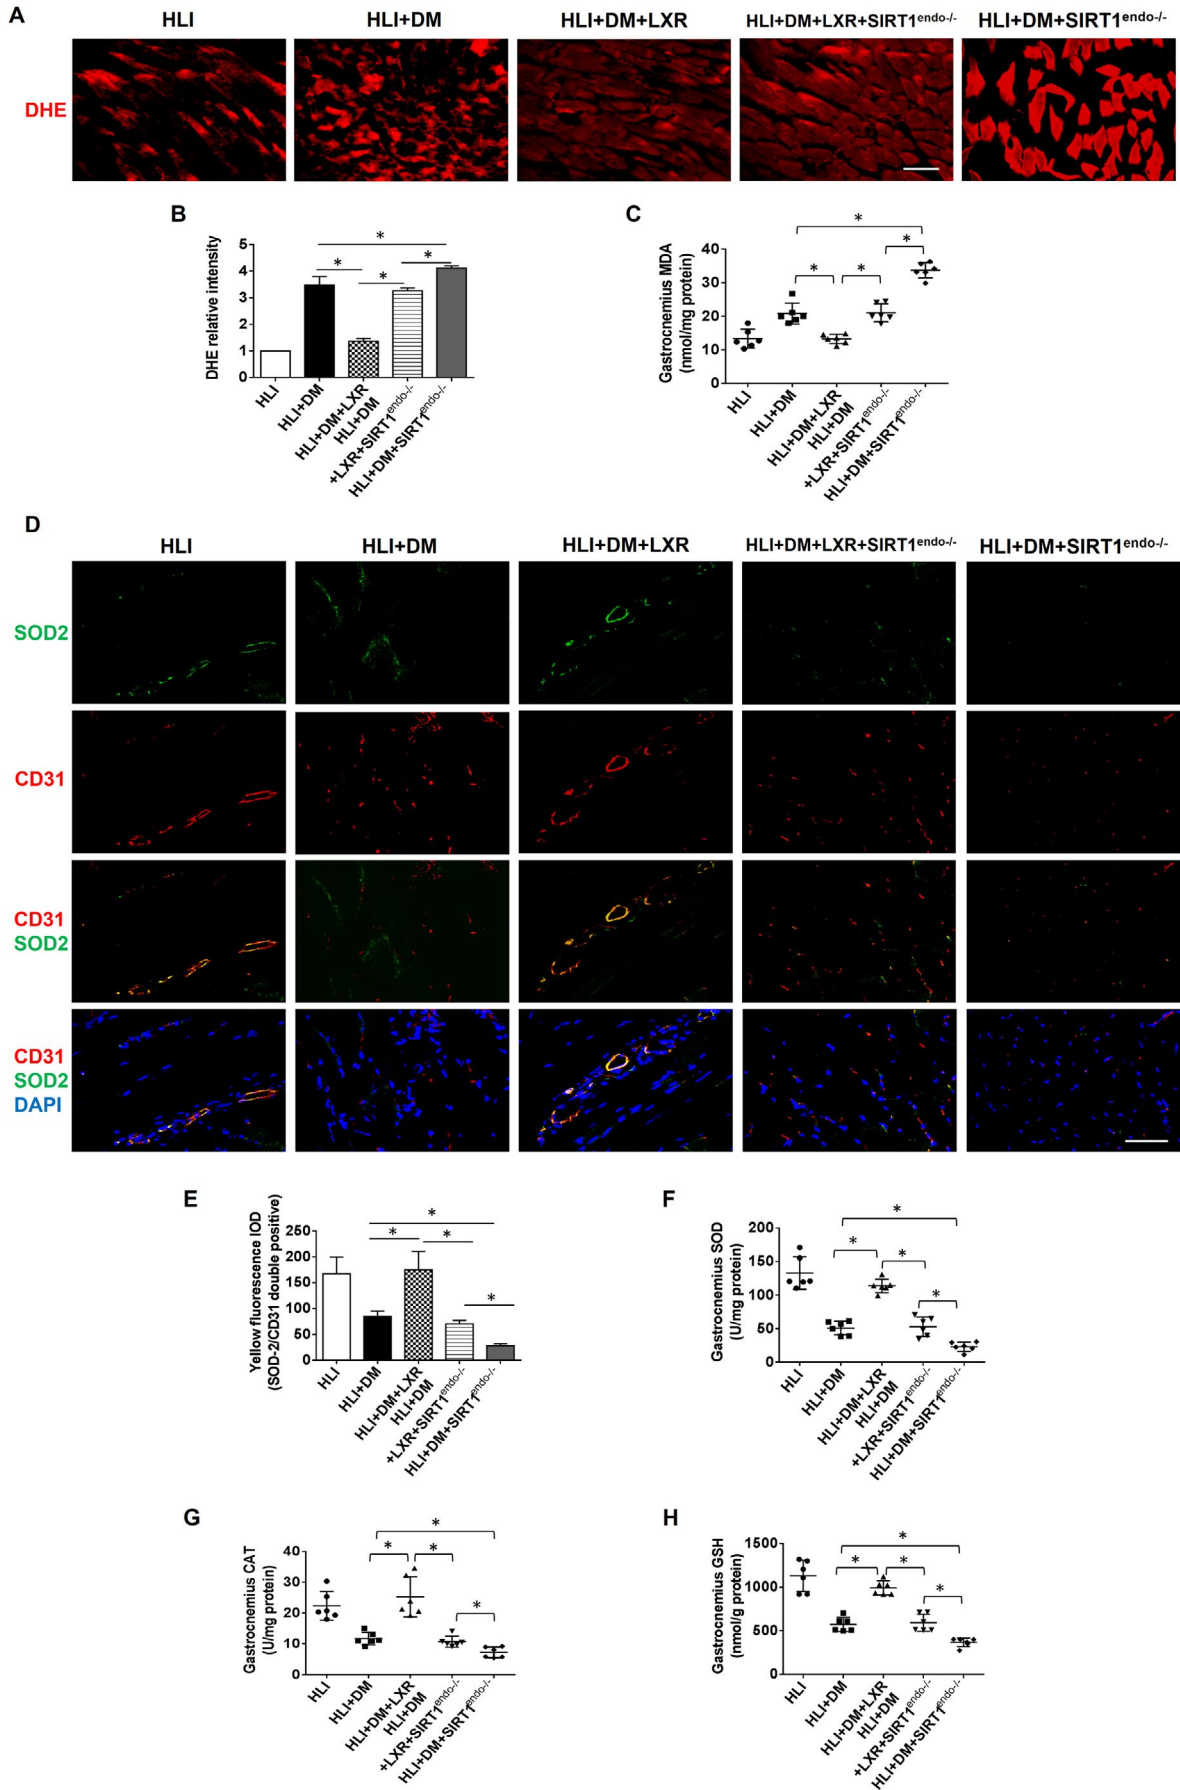 A
HLI
HLI+DM
HLI+DM+LXR
HLI+DM+LXR+SIRT1endo-/-
HLI+DM+SIRT1endo-/-
DHE
B
DHE relative intensity
5
4
3
2
1
0
*
*
*
*
HLI
HLI+DM
HLI+DM+LXR
HLI+DM
+LXR+SIRT1endo-/-
HLI+DM+SIRT1endo-/-
C
Gastrocnemius MDA
(nmol/mg protein)
40
30
20
10
0
*
*
*
*
HLI
HLI+DM
HLI+DM+LXR
HLI+DM
+LXR+SIRT1endo-/-
HLI+DM+SIRT1endo-/-
D
HLI
HLI+DM
HLI+DM+LXR
HLI+DM+LXR+SIRT1endo-/-
HLI+DM+SIRT1endo-/-
SOD2
CD31
CD31
SOD2
CD31
SOD2
DAPI
E
Yellow fluorescence IOD
(SOD-2/CD31 double positive)
250
200
150
100
50
0
*
*
*
*
HLI
HLI+DM
HLI+DM+LXR
HLI+DM
+LXR+SIRT1endo-/-
HLI+DM+SIRT1endo-/-
F
Gastrocnemius SOD
(U/mg protein)
200
150
100
50
0
*
*
*
*
HLI
HLI+DM
HLI+DM+LXR
HLI+DM
+LXR+SIRT1endo-/-
HLI+DM+SIRT1endo-/-
G
Gastrocnemius CAT
(U/mg protein)
40
30
20
10
0
*
*
*
*
HLI
HLI+DM
HLI+DM+LXR
HLI+DM
+LXR+SIRT1endo-/-
HLI+DM+SIRT1endo-/-
H
Gastrocnemius GSH
(nmol/g protein)
1500
1000
500
0
*
*
*
*
HLI
HLI+DM
HLI+DM+LXR
HLI+DM
+LXR+SIRT1endo-/-
HLI+DM+SIRT1endo-/-